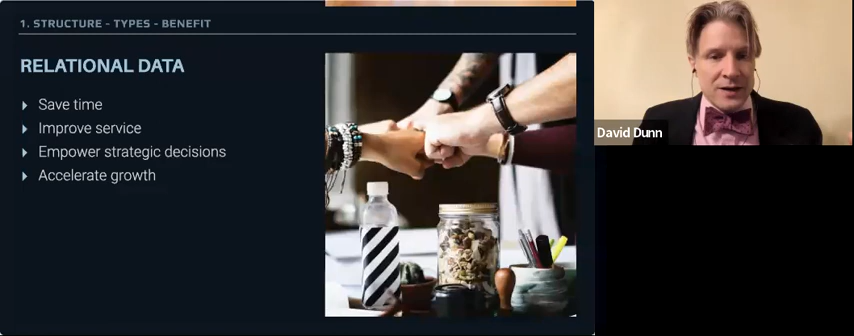 1. STRUCTURE - TYPES - BENEFIT
RELATIONAL DATA
Save time
Improve service
Empower strategic decisions
Accelerate growth
David Dunn